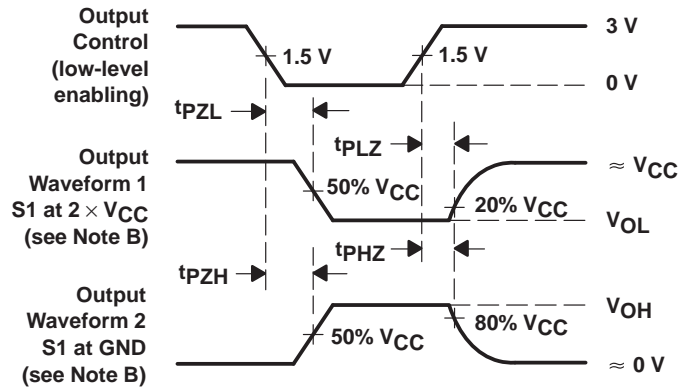 Output
Control
(low-level
enabling)
1.5 V
1.5 V
3 V
0 V
tPZL
tPLZ
Output
Waveform 1
S1 at 2 × VCC
(see Note B)
50% VCC
20% VCC
≈ VCC
VOL
tPZH
tPHZ
Output
Waveform 2
S1 at GND
(see Note B)
50% VCC
80% VCC
VOH
≈ 0 V